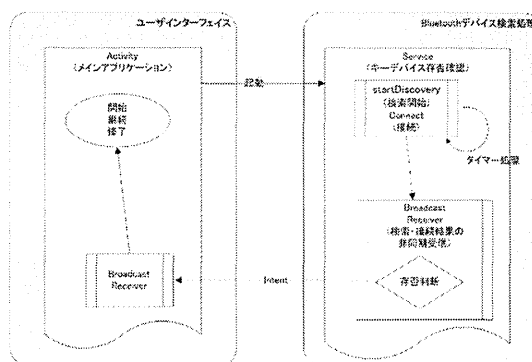 ユーザインターフェイス
Activity
(メインアプリケーション)
開始
継続
修了
Broadcast
Receiver
起動
Intent
Bluetoothデバイス検索処理
Service
(キーデバイス存否確認)
startDiscovery
(検索開始)
Connect
(接続)
タイマー処理
Broadcast
Receiver
(検索・接続結果の
非同期受信)
存否判断